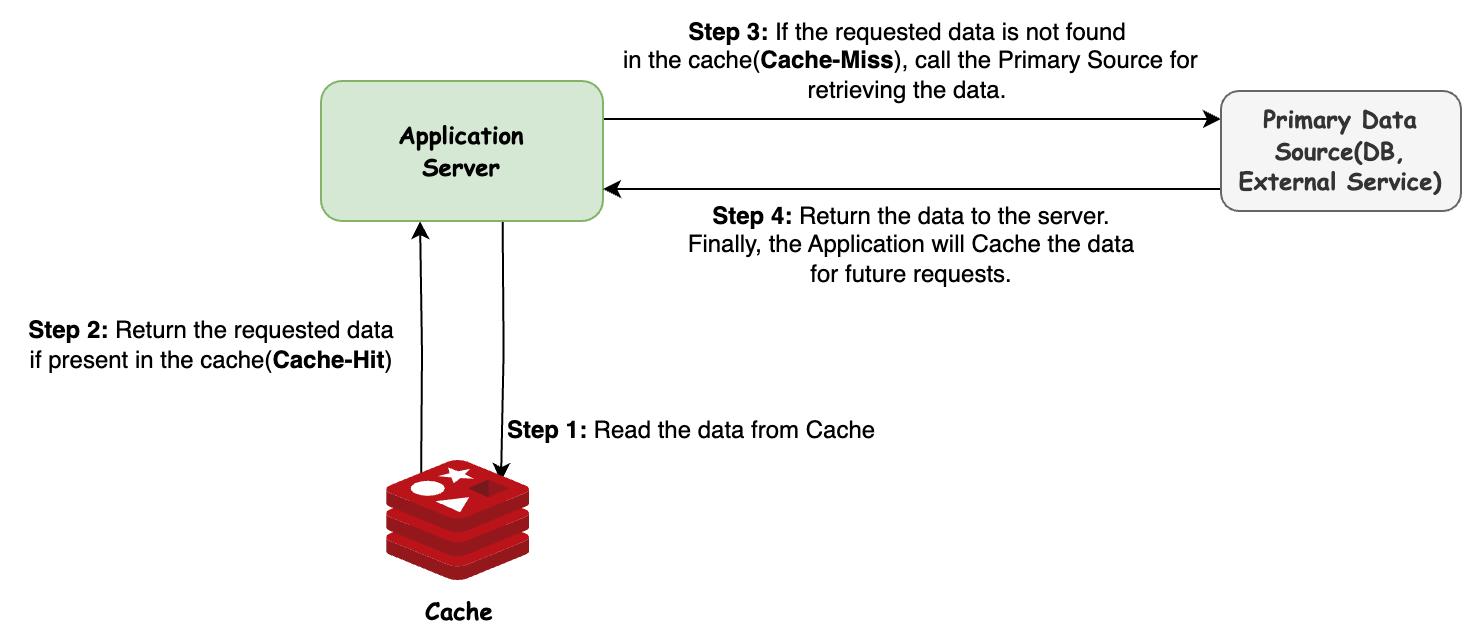 Step 3: If the requested data is not found
in the cache(Cache-Miss), call the Primary Source for
retrieving the data.
Application
Server
Primary Data
Source(DB,
External Service)
Step 4: Return the data to the server.
Finally, the Application will Cache the data
for future requests.
Step 2: Return the requested data
if present in the cache(Cache-Hit)
Step 1: Read the data from Cache
Cache